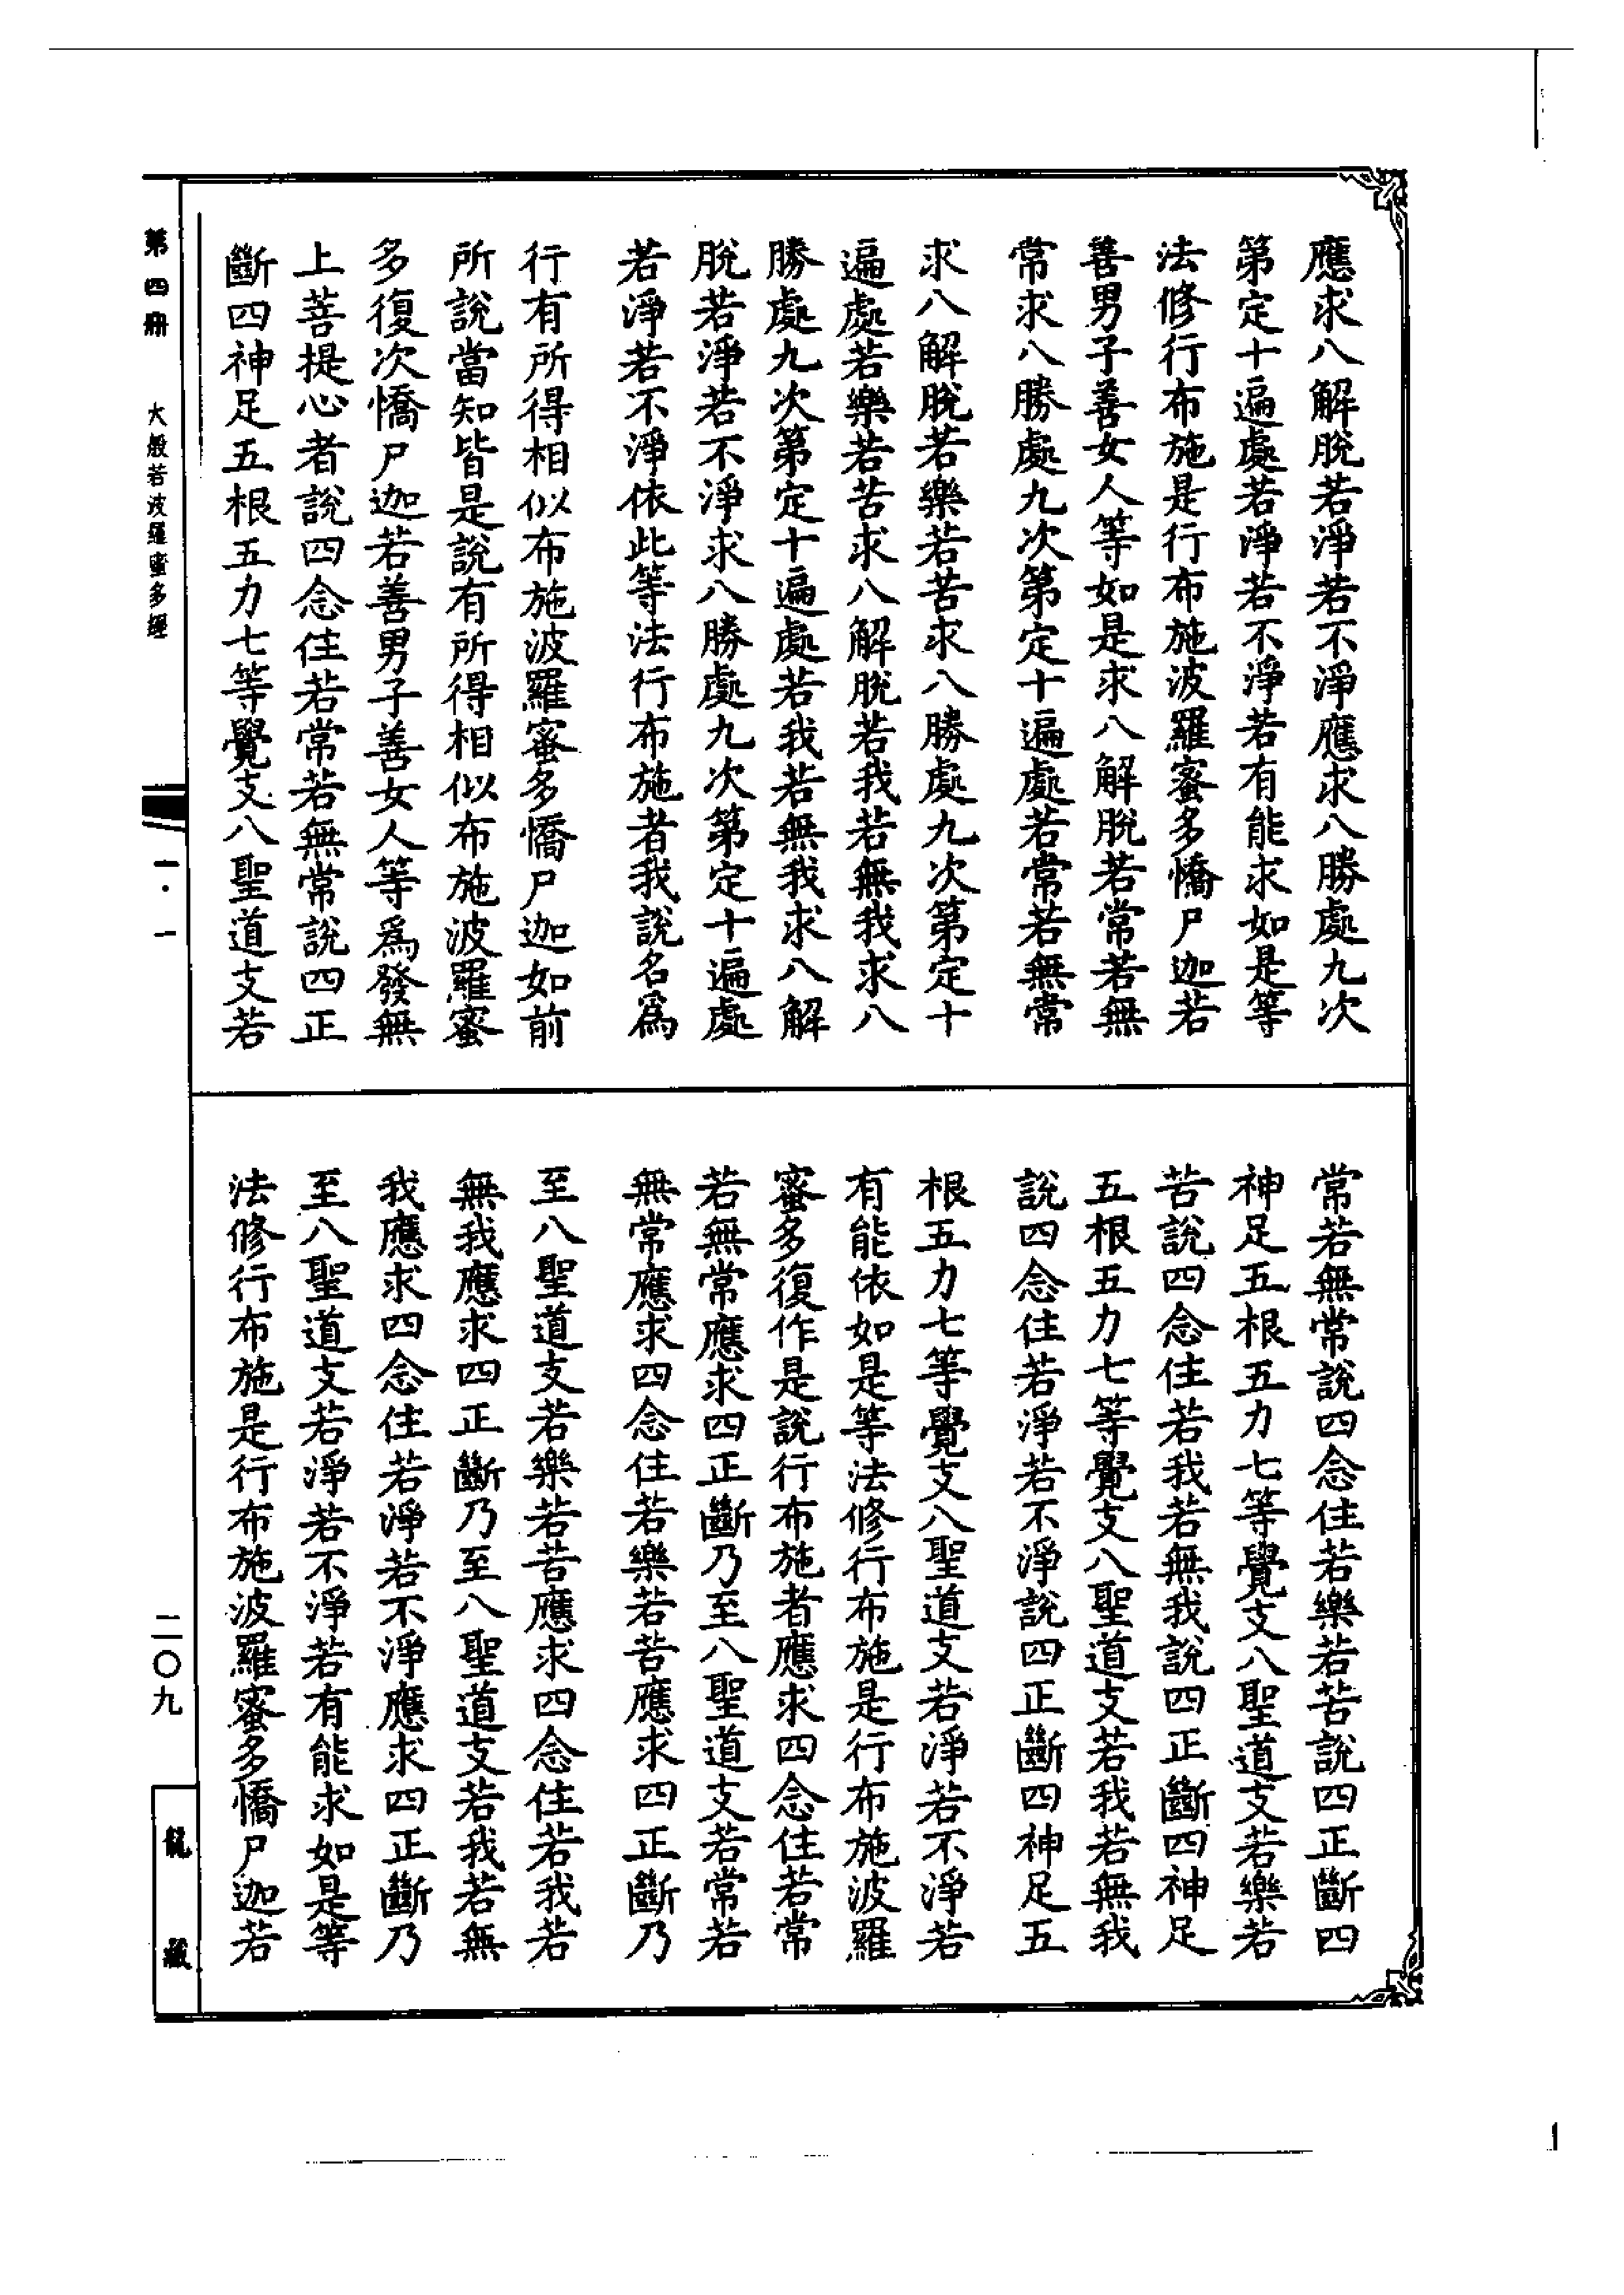 應求八解脫若淨若不淨應求八勝處九次
第定十遍處若淨若不淨若有能求如是等
法修行布施是行布施波羅蜜多憍尸迦若
善男子善女人等如是求八解脫若常若無
常求八勝處九次第定十遍處若常若無常
求八解脫若樂若苦求八勝處九次第定十
遍處若樂若苦求八解脫若我若無我求八
勝處九次第定十遍處若我若無我求八解
脫若淨若不淨求八勝處九次第定十遍處
若淨若不淨依此等法行布施者我說名為
行有所得相似布施波羅蜜多憍尸迦如前
所說當知皆是說有所得相似布施波羅蜜
多復次憍尸迦若善男子善女人等為發無
上菩提心者說四念住若常若無常說四正
斷四神足五根五力七等覺支八聖道支若
常若無常說四念住若樂若苦說四正斷四
神足五根五力七等覺支八聖道支若樂若
苦說四念住若我若無我說四正斷四神足
五根五力七等覺支八聖道支若我若無我
說四念住若淨若不淨說四正斷四神足五
根五力七等覺支八聖道支若淨若不淨若
有能依如是等法修行布施是行布施波羅
蜜多復作是說行布施者應求四念住若常
若無常應求四正斷乃至八聖道支若常若
無常應求四念住若樂若苦應求四正斷乃
至八聖道支若樂若苦應求四念住若我若
無我應求四正斷乃至八聖道支若我若無
我應求四念住若淨若不淨應求四正斷乃
至八聖道支若淨若不淨若有能求如是等
法修行布施是行布施波羅蜜多憍尸迦若
第四冊 大般若波羅蜜多經
一·一
二〇九
龍藏